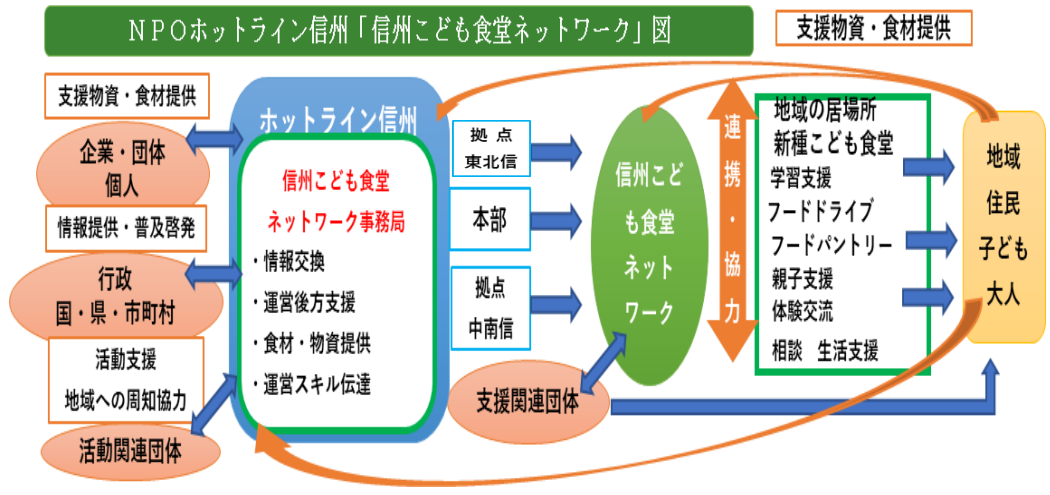 NPOホットライン信州「信州こども食堂ネットワーク」図
支援物資・食材提供
支援物資・食材提供
企業・団体
個人
情報提供・普及啓発
行政
国・県・市町村
活動支援
地域への周知協力
活動関連団体
ホットライン信州
信州こども食堂
ネットワーク事務局
・情報交換
・運営後方支援
・食材・物資提供
・運営スキル伝達
拠点
東北信
本部
拠点
中南信
支援関連団体
信州こど
も食堂
ネット
ワーク
連携・協力
地域の居場所
新種こども食堂
学習支援
フードドライブ
フードパントリー
親子支援
体験交流
相談 生活支援
地域
住民
子ども
大人